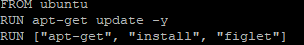 FROM ubuntu
RUN apt-get update -y
RUN ["apt-get", "install", "figlet"]